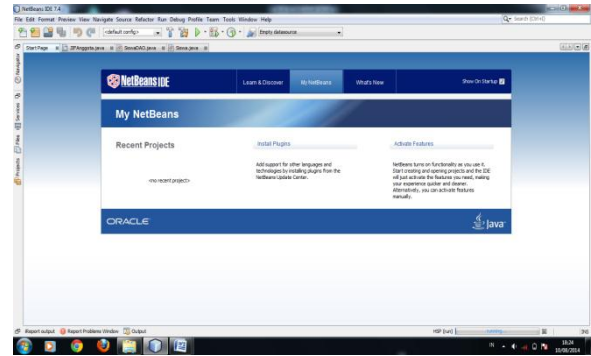 NetBeans IDE 7.4
File Edit Format Preview View Navigate Source Refactor Run Debug Profile Team Tools Window Help
Search (Ctrl+I)
<default config>
Empty datasource
Start Page
SewaDAO.java
Sewa.java
Navigator
Services
Files
Projects
NetBeans IDE
Learn & Discover
My NetBeans
What's New
Show On Startup
My NetBeans
Recent Projects
<no recent project>
Install Plugins
Add support for other languages and
technologies by installing plugins from the
NetBeans Update Center.
Activate Features
NetBeans turns on functionality as you use it.
Start creating and opening projects and the IDE
will just activate the features you need, making
your experience quicker and cleaner.
Alternatively, you can activate features
manually.
ORACLE
Java
iReport output
Report Problems Window
Output
running...
INS
IN
18:24
10/08/2014